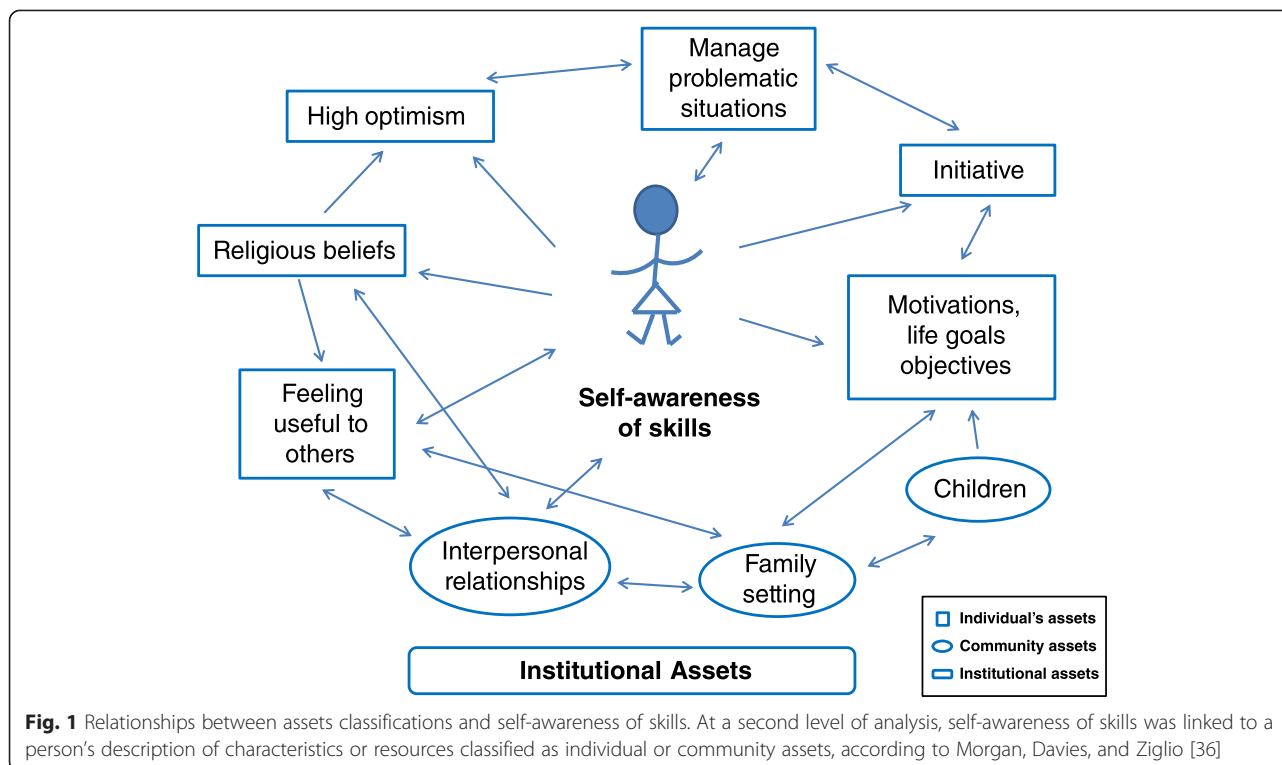 Manage
problematic
situations
High optimism
Initiative
Religious beliefs
Motivations,
life goals
objectives
Feeling
useful to
others
Self-awareness
of skills
Children
Interpersonal
relationships
Family
setting
Individual's assets
Community assets
Institutional assets
Institutional Assets
Fig. 1 Relationships between assets classifications and self-awareness of skills. At a second level of analysis, self-awareness of skills was linked to a
person's description of characteristics or resources classified as individual or community assets, according to Morgan, Davies, and Ziglio [36]